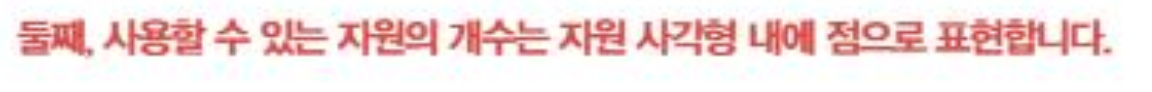 둘째, 사용할 수 있는 자원의 개수는 자원 사각형 내에 점으로 표현합니다.